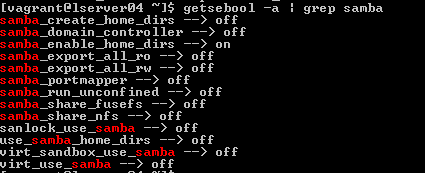 [vagrant@lserver04 ~]$ getsebool -a | grep samba
samba_create_home_dirs --> off
samba_domain_controller --> off
samba_enable_home_dirs --> on
samba_export_all_ro --> off
samba_export_all_rw --> off
samba_portmapper --> off
samba_run_unconfined --> off
samba_share_fusefs --> off
samba_share_nfs --> off
sanlock_use_samba --> off
use_samba_home_dirs --> off
virt_sandbox_use_samba --> off
virt_use_samba --> off